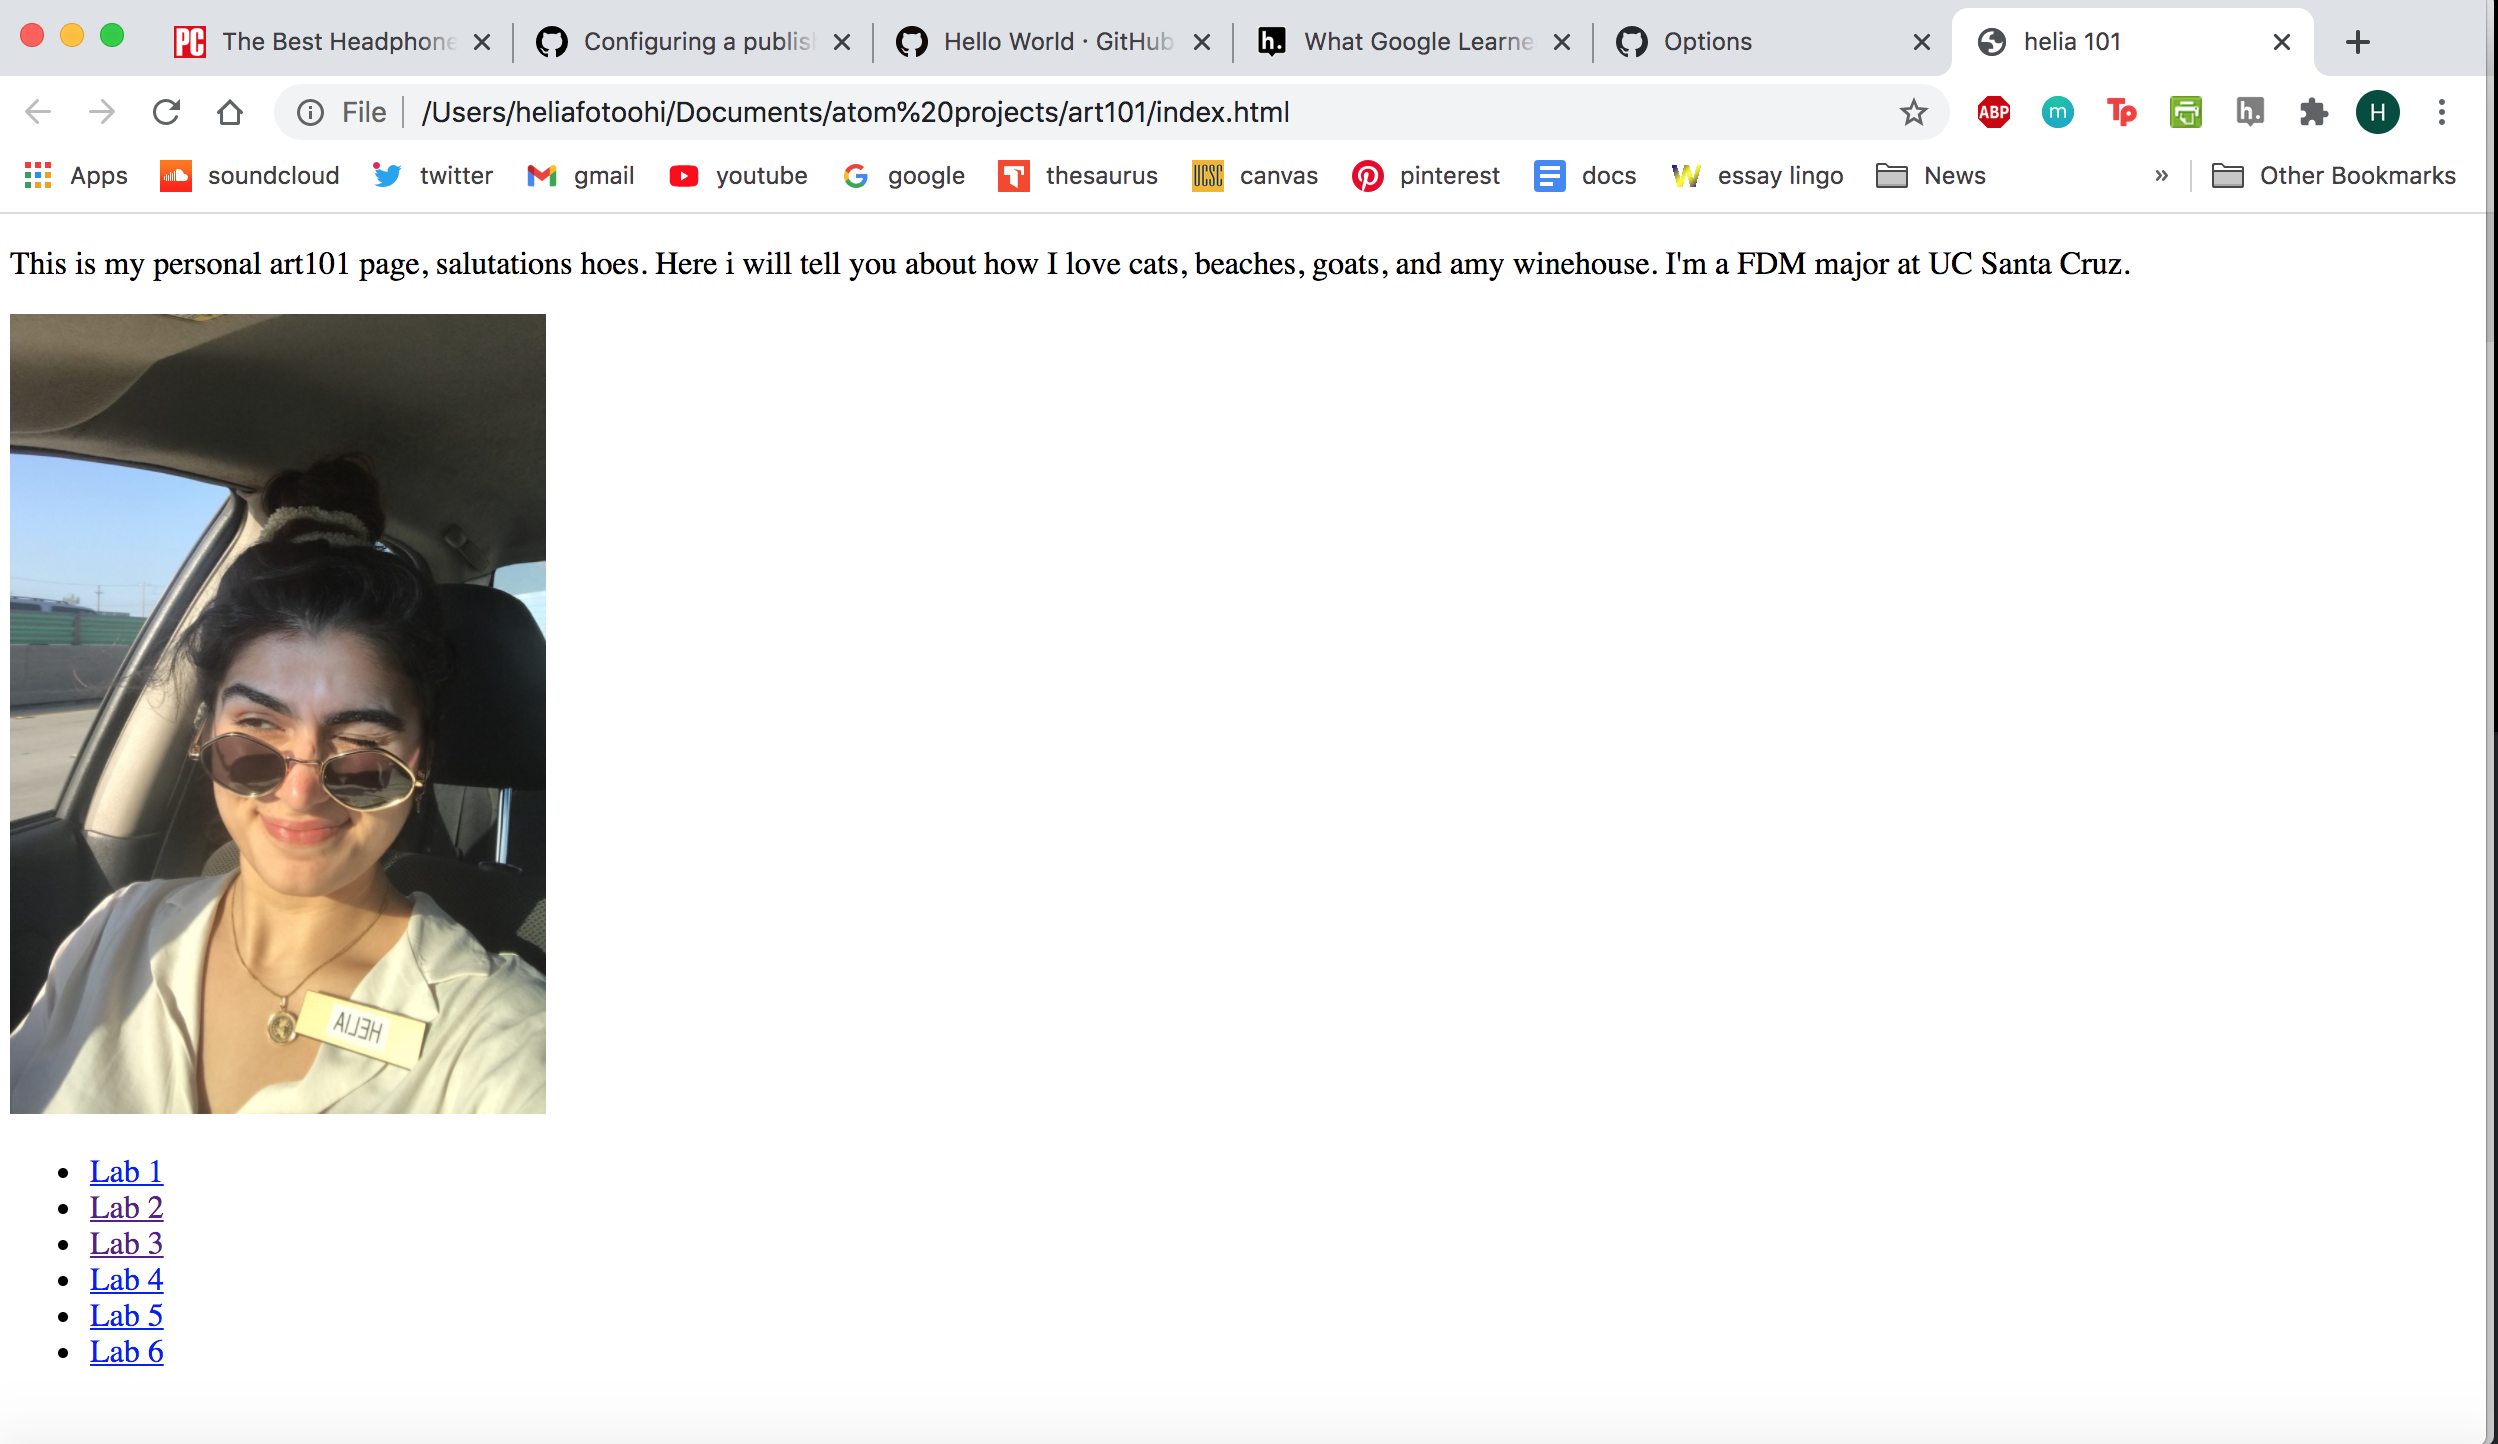 The Best Headphone
Configuring a publis
Hello World · GitHub
What Google Learne
Options
helia 101
File /Users/heliafotoohi/Documents/atom%20projects/art101/index.html
ABP m Tp h. H
Apps soundcloud twitter gmail youtube google thesaurus UCSC canvas pinterest docs essay lingo News » Other Bookmarks
This is my personal art101 page, salutations hoes. Here i will tell you about how I love cats, beaches, goats, and amy winehouse. I'm a FDM major at UC Santa Cruz.
HELIA
Lab 1
Lab 2
Lab 3
Lab 4
Lab 5
Lab 6